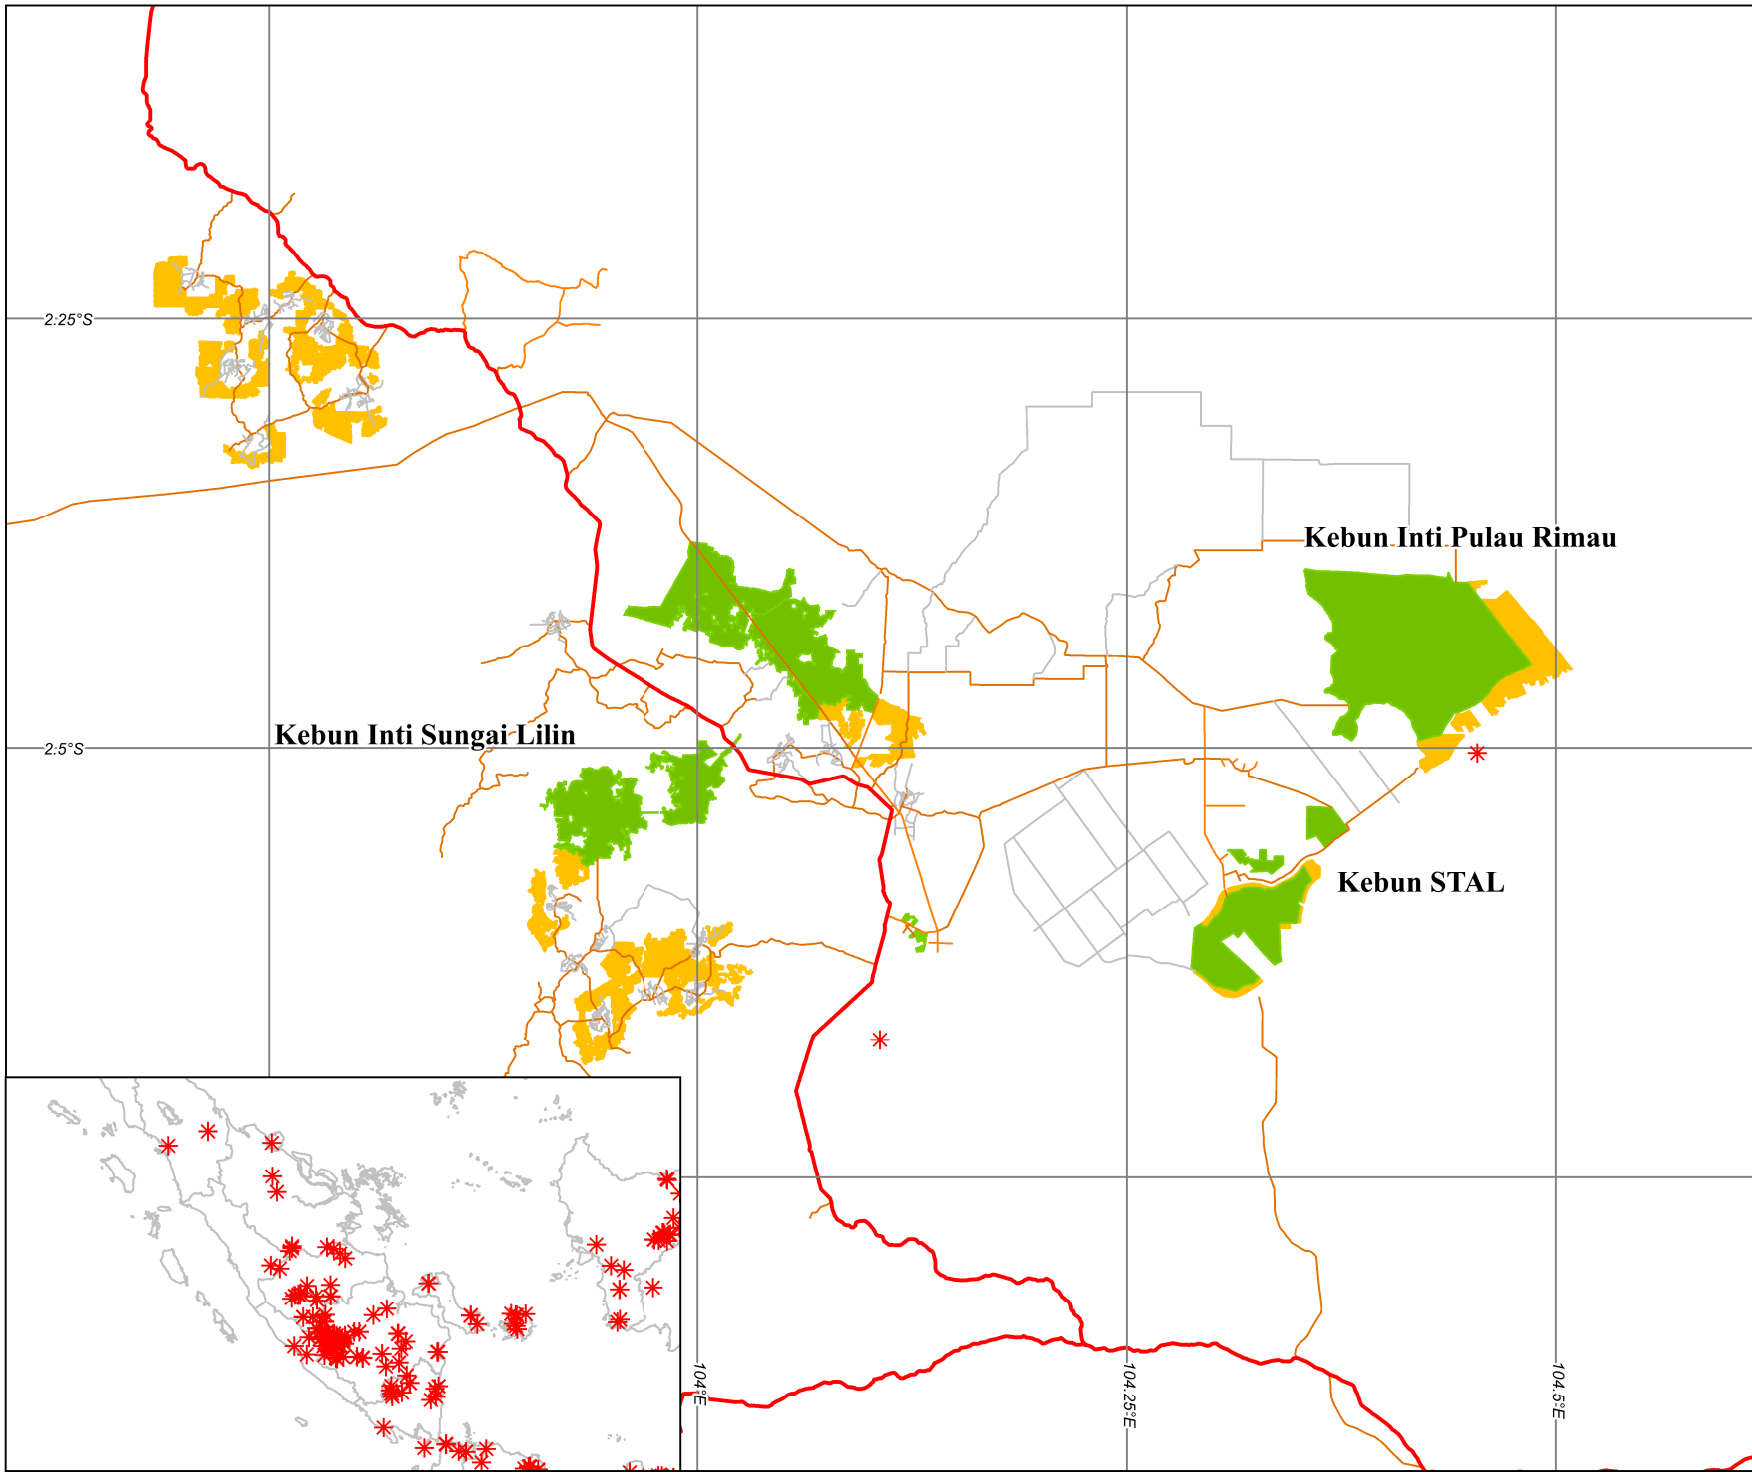 2.25°S
Kebun Inti Pulau Rimau
Kebun Inti Sungai Lilin
2.5°S
Kebun STAL
104°E
104.25°E
104.5°E